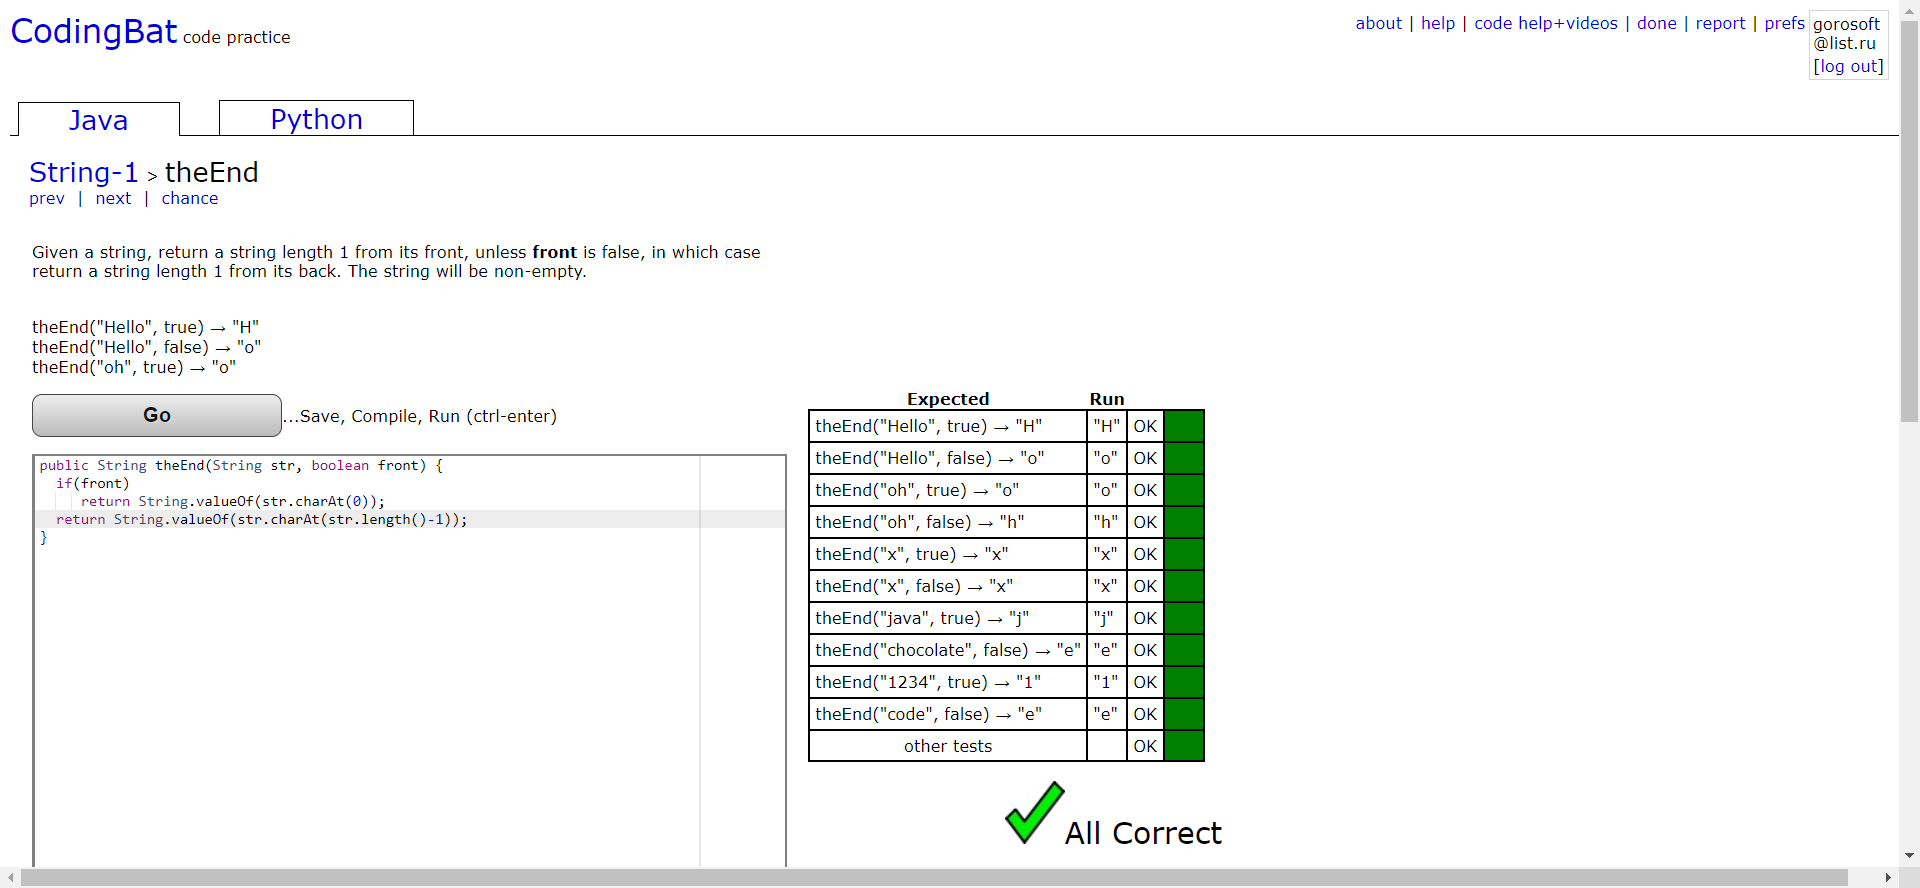 CodingBat code practice
about | help | code help+videos | done | report | prefs
gorosoft
@list.ru
[log out]
Java
Python
String-1 > theEnd
prev | next | chance
Given a string, return a string length 1 from its front, unless front is false, in which case
return a string length 1 from its back. The string will be non-empty.
theEnd("Hello", true) → "H"
theEnd("Hello", false) → "o"
theEnd("oh", true) → "o"
Go
...Save, Compile, Run (ctrl-enter)
public String theEnd(String str, boolean front) {
  if(front)
     return String.valueOf(str.charAt(0));
  return String.valueOf(str.charAt(str.length()-1));
}
Expected Run
theEnd("Hello", true) → "H" "H" OK
theEnd("Hello", false) → "o" "o" OK
theEnd("oh", true) → "o" "o" OK
theEnd("oh", false) → "h" "h" OK
theEnd("x", true) → "x" "x" OK
theEnd("x", false) → "x" "x" OK
theEnd("java", true) → "j" "j" OK
theEnd("chocolate", false) → "e" "e" OK
theEnd("1234", true) → "1" "1" OK
theEnd("code", false) → "e" "e" OK
other tests OK
All Correct